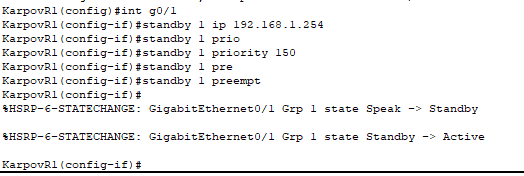 KarpovR1(config)#int g0/1
KarpovR1(config-if)#standby 1 ip 192.168.1.254
KarpovR1(config-if)#standby 1 prio
KarpovR1(config-if)#standby 1 priority 150
KarpovR1(config-if)#standby 1 pre
KarpovR1(config-if)#standby 1 preempt
KarpovR1(config-if)#
%HSRP-6-STATECHANGE: GigabitEthernet0/1 Grp 1 state Speak -> Standby
%HSRP-6-STATECHANGE: GigabitEthernet0/1 Grp 1 state Standby -> Active
KarpovR1(config-if)#